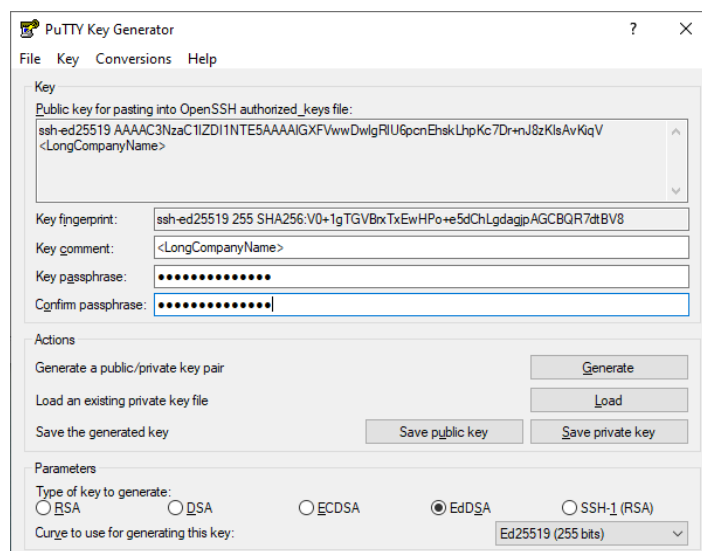 PuTTY Key Generator
File Key Conversions Help
Key
Public key for pasting into OpenSSH authorized_keys file:
ssh-ed25519 AAAAC3NzaC1lZDI1NTE5AAAAIGXFVwwDwlgRlU6pcnEhskLhpKc7Dr+nJ8zKlsAvKiqV
<LongCompanyName>
Key fingerprint: ssh-ed25519 255 SHA256:V0+1gTGVBrxTxEwHPo+e5dChLgdagjpAGCBQR7dtBV8
Key comment: <LongCompanyName>
Key passphrase: ●●●●●●●●●●●●●●
Confirm passphrase: ●●●●●●●●●●●●●●
Actions
Generate a public/private key pair Generate
Load an existing private key file Load
Save the generated key Save public key Save private key
Parameters
Type of key to generate:
RSA DSA ECDSA EdDSA SSH-1 (RSA)
Curve to use for generating this key: Ed25519 (255 bits)